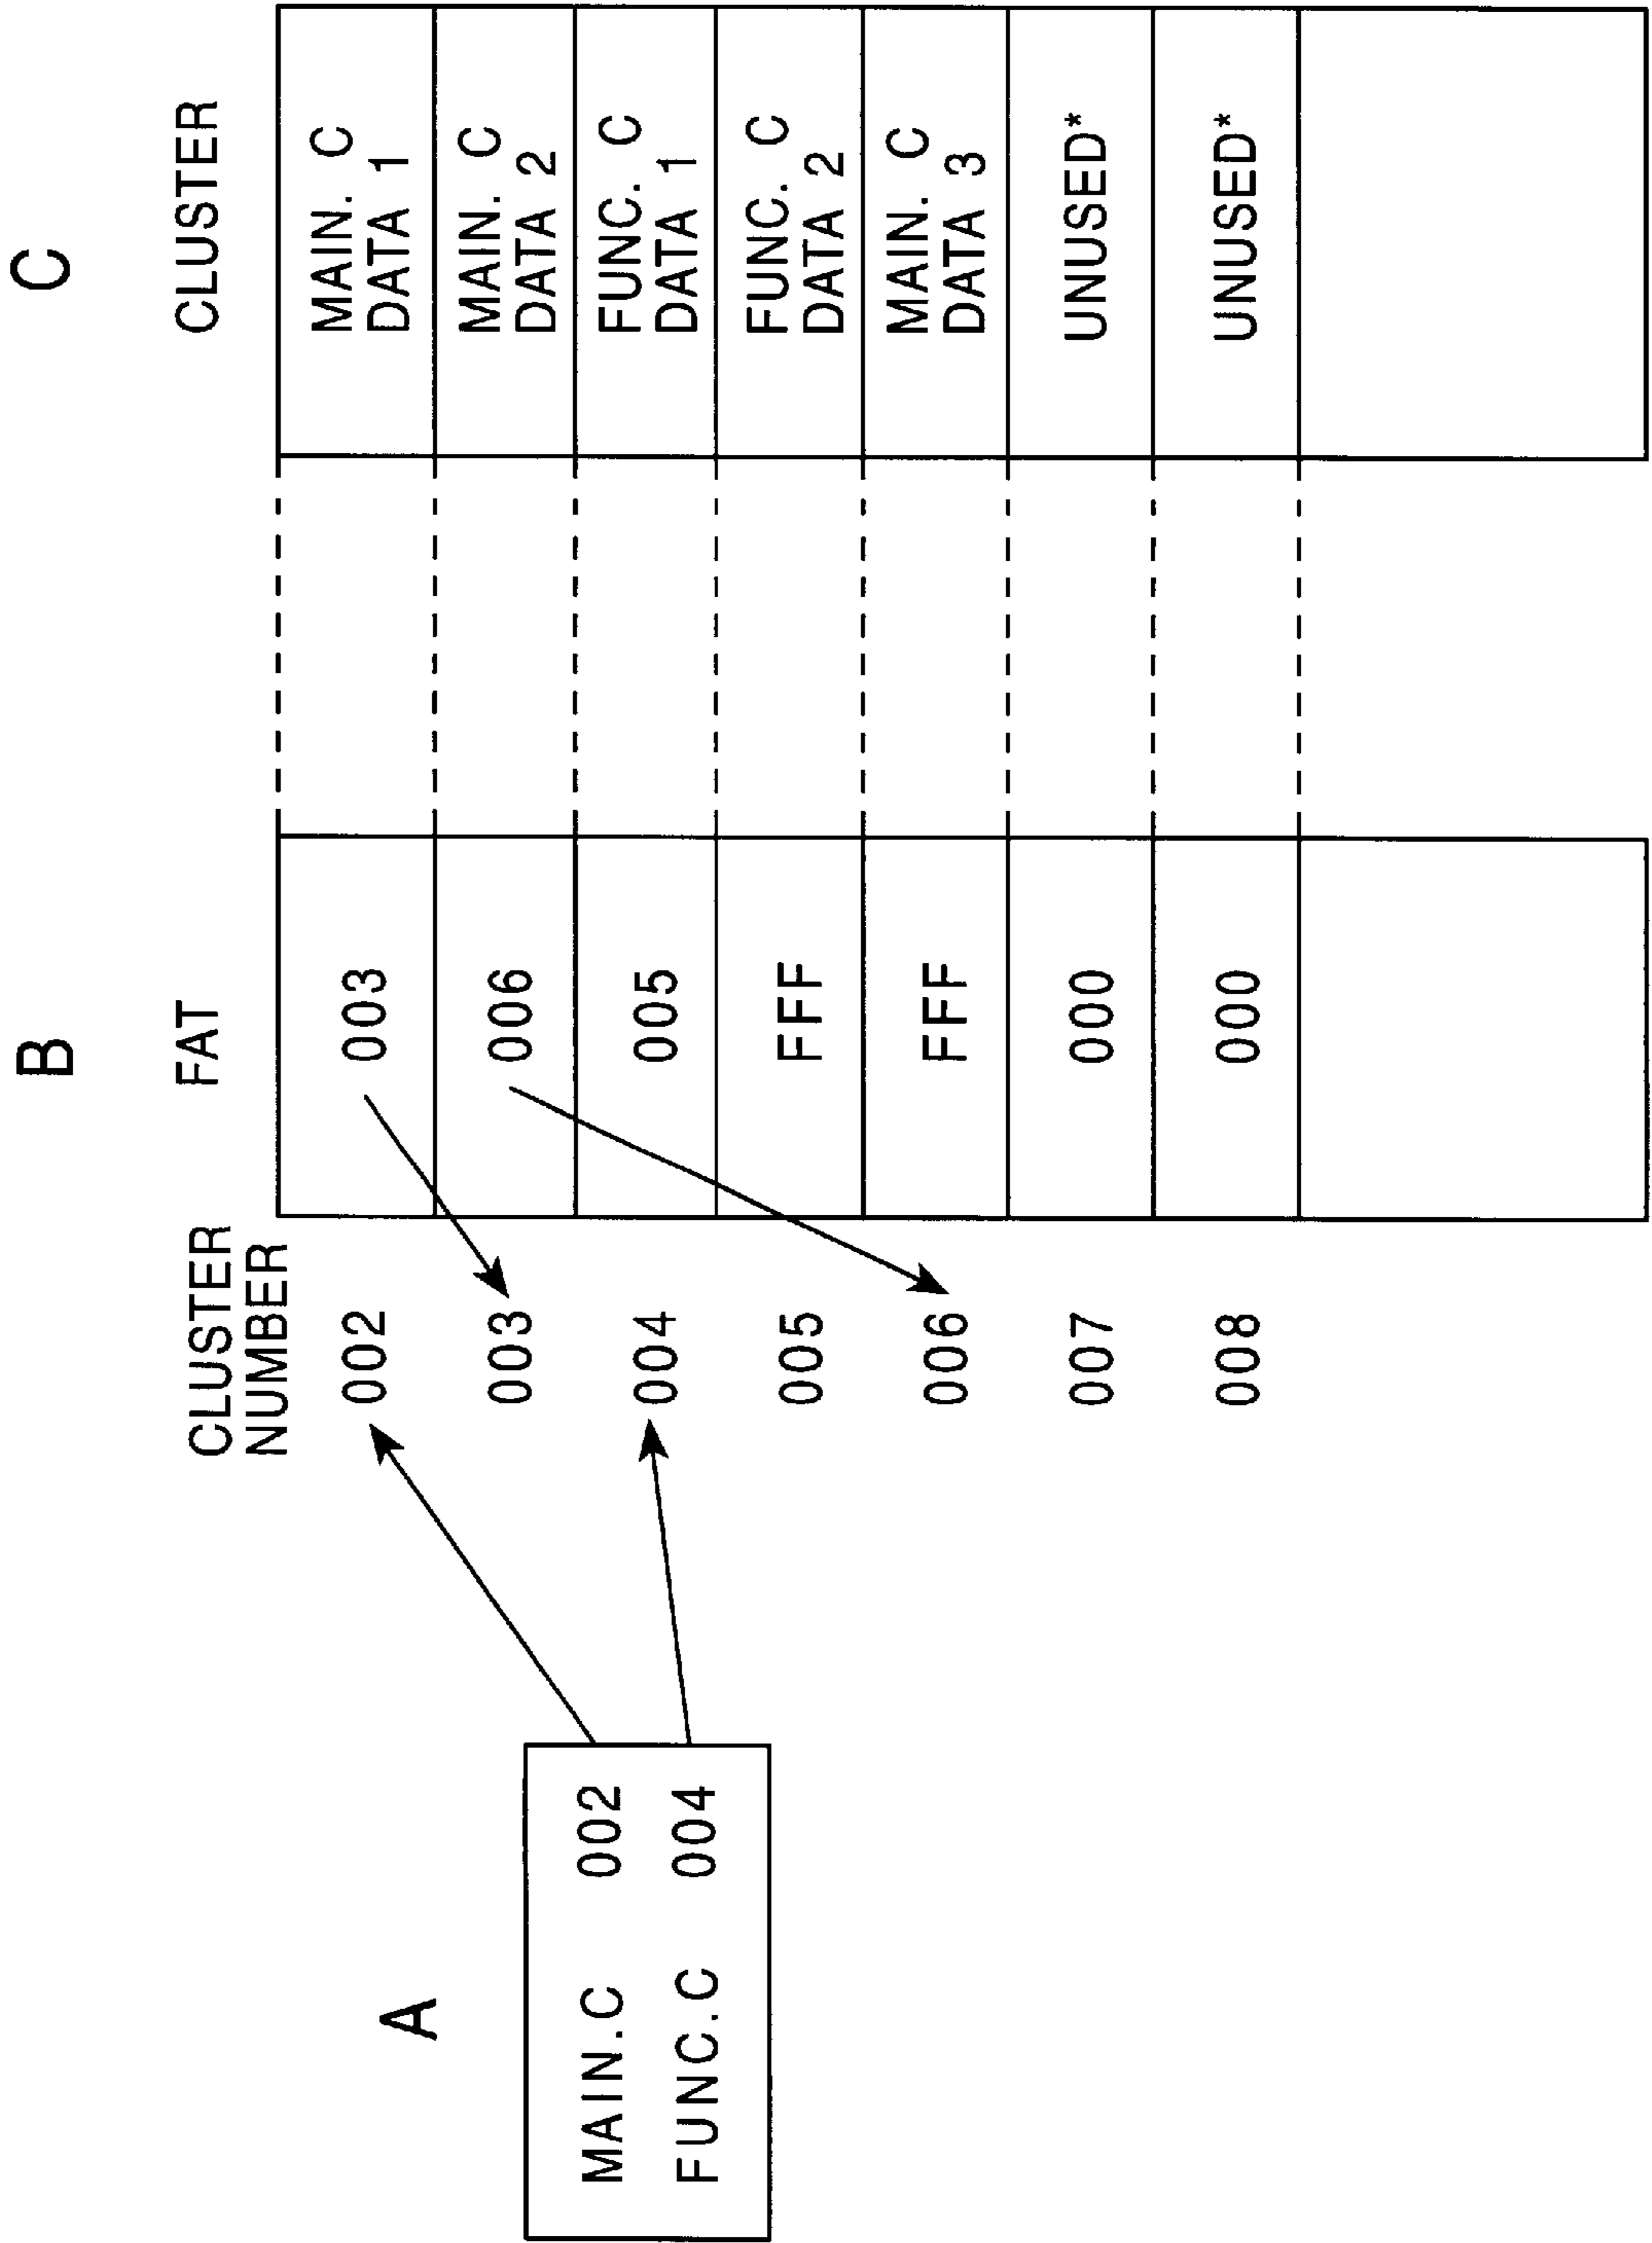 A
MAIN.C 002
FUNC.C 004
B
CLUSTER
NUMBER
FAT
002 003
003 006
004 005
005 FFF
006 FFF
007 000
008 000
C
CLUSTER
MAIN. C
DATA 1
MAIN. C
DATA 2
FUNC. C
DATA 1
FUNC. C
DATA 2
MAIN. C
DATA 3
UNUSED*
UNUSED*